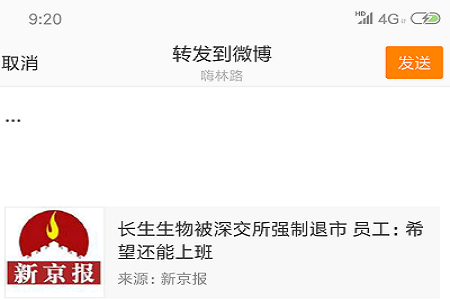 9:20
HD 4G
取消
转发到微博
发送
嗨林路
...
长生生物被深交所强制退市 员工：希
望还能上班
新京报
来源：新京报